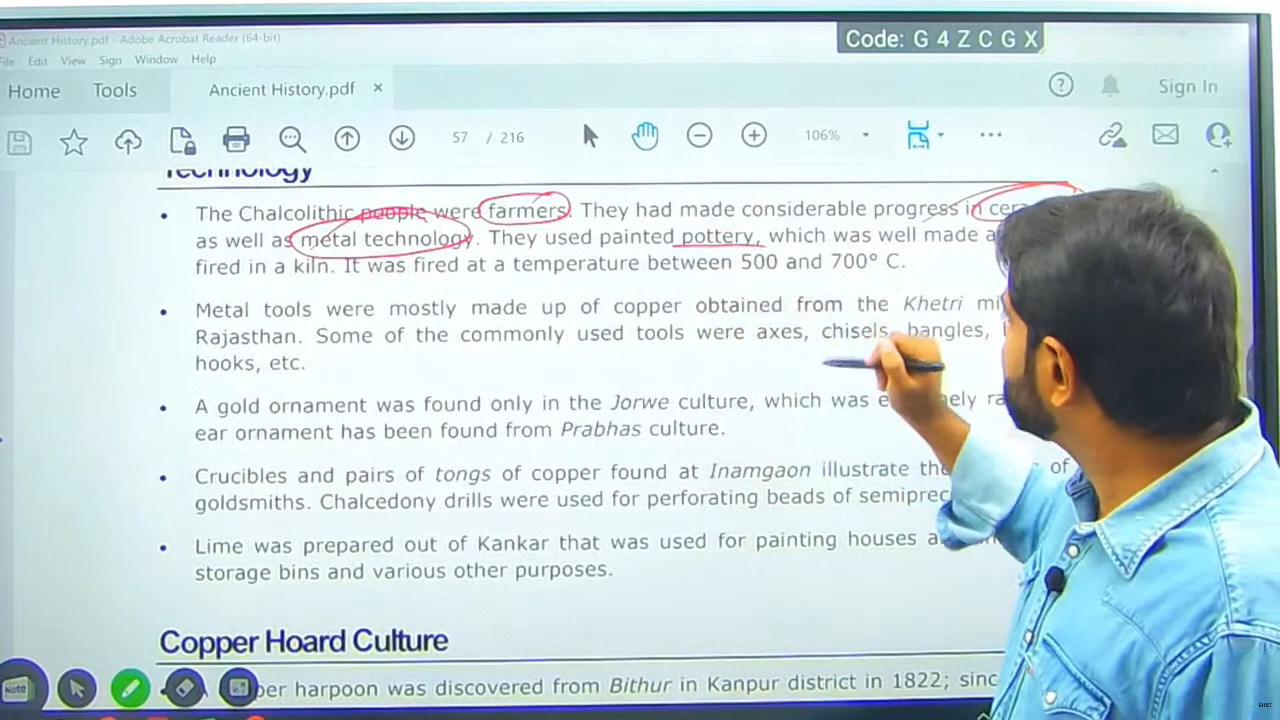 Code: G 4 Z C G X
Ancient History.pdf - Adobe Acrobat Reader (64-bit)
File Edit View Sign Window Help
Home Tools Ancient History.pdf × Sign In
57 / 216 106%
Technology
• The Chalcolithic people were farmers. They had made considerable progress in
as well as metal technology. They used painted pottery, which was well made
fired in a kiln. It was fired at a temperature between 500 and 700° C.
• Metal tools were mostly made up of copper obtained from the Khetri
Rajasthan. Some of the commonly used tools were axes, chisels, bangles,
hooks, etc.
• A gold ornament was found only in the Jorwe culture, which was
ear ornament has been found from Prabhas culture.
• Crucibles and pairs of tongs of copper found at Inamgaon illustrate of
goldsmiths. Chalcedony drills were used for perforating beads of
• Lime was prepared out of Kankar that was used for painting houses
storage bins and various other purposes.
Copper Hoard Culture
harpoon was discovered from Bithur in Kanpur district in 1822;
Note